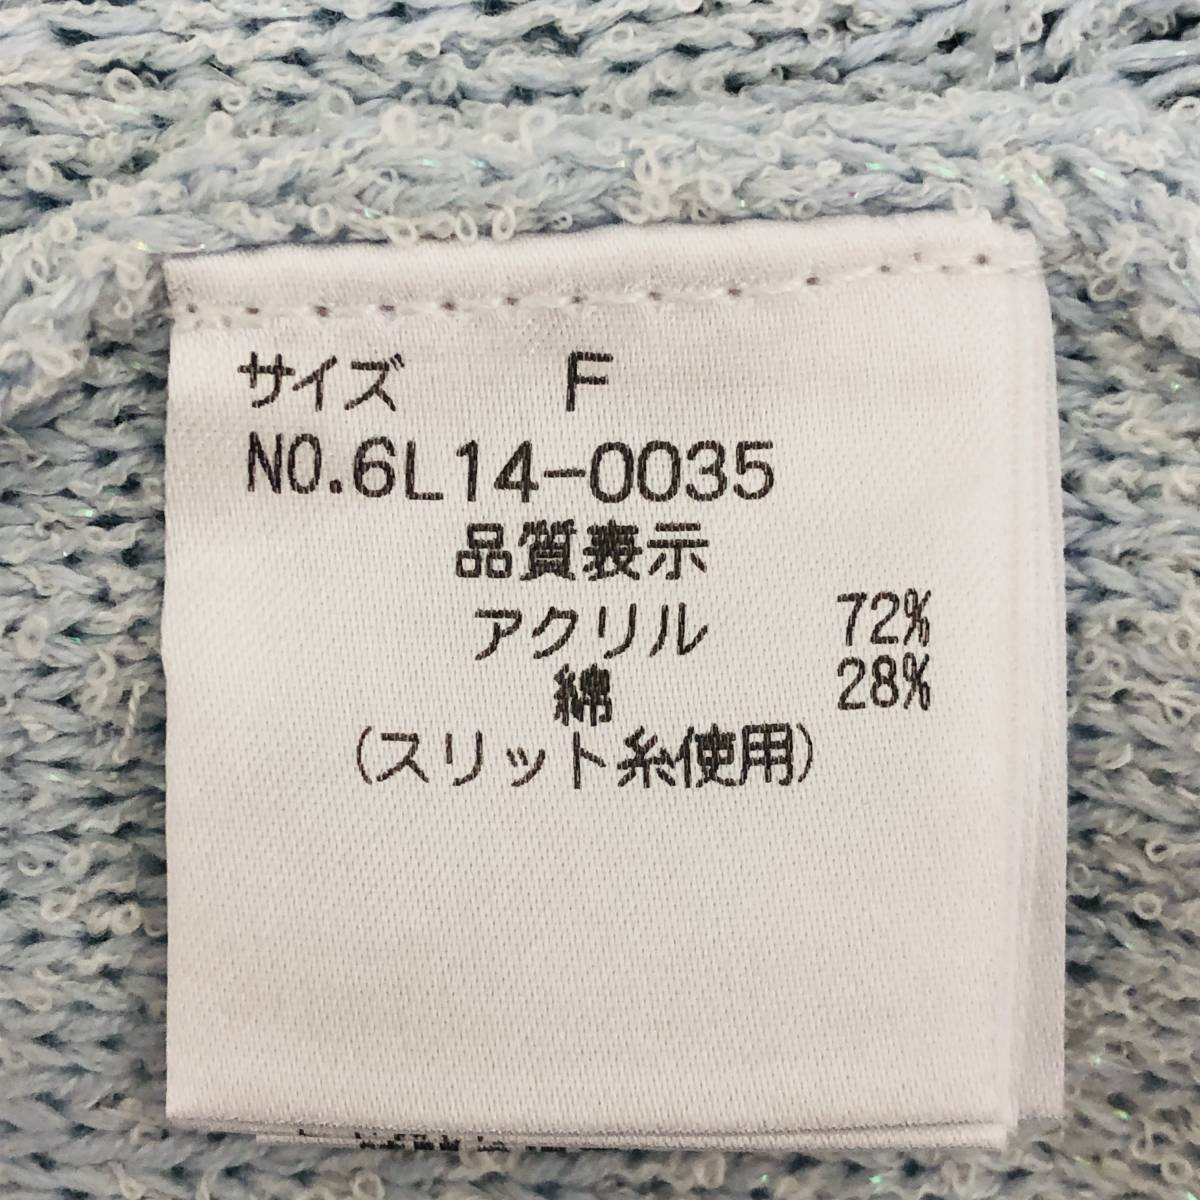 サイズ F
NO.6L14-0035
品質表示
アクリル 72%
綿 28%
(スリット糸使用)